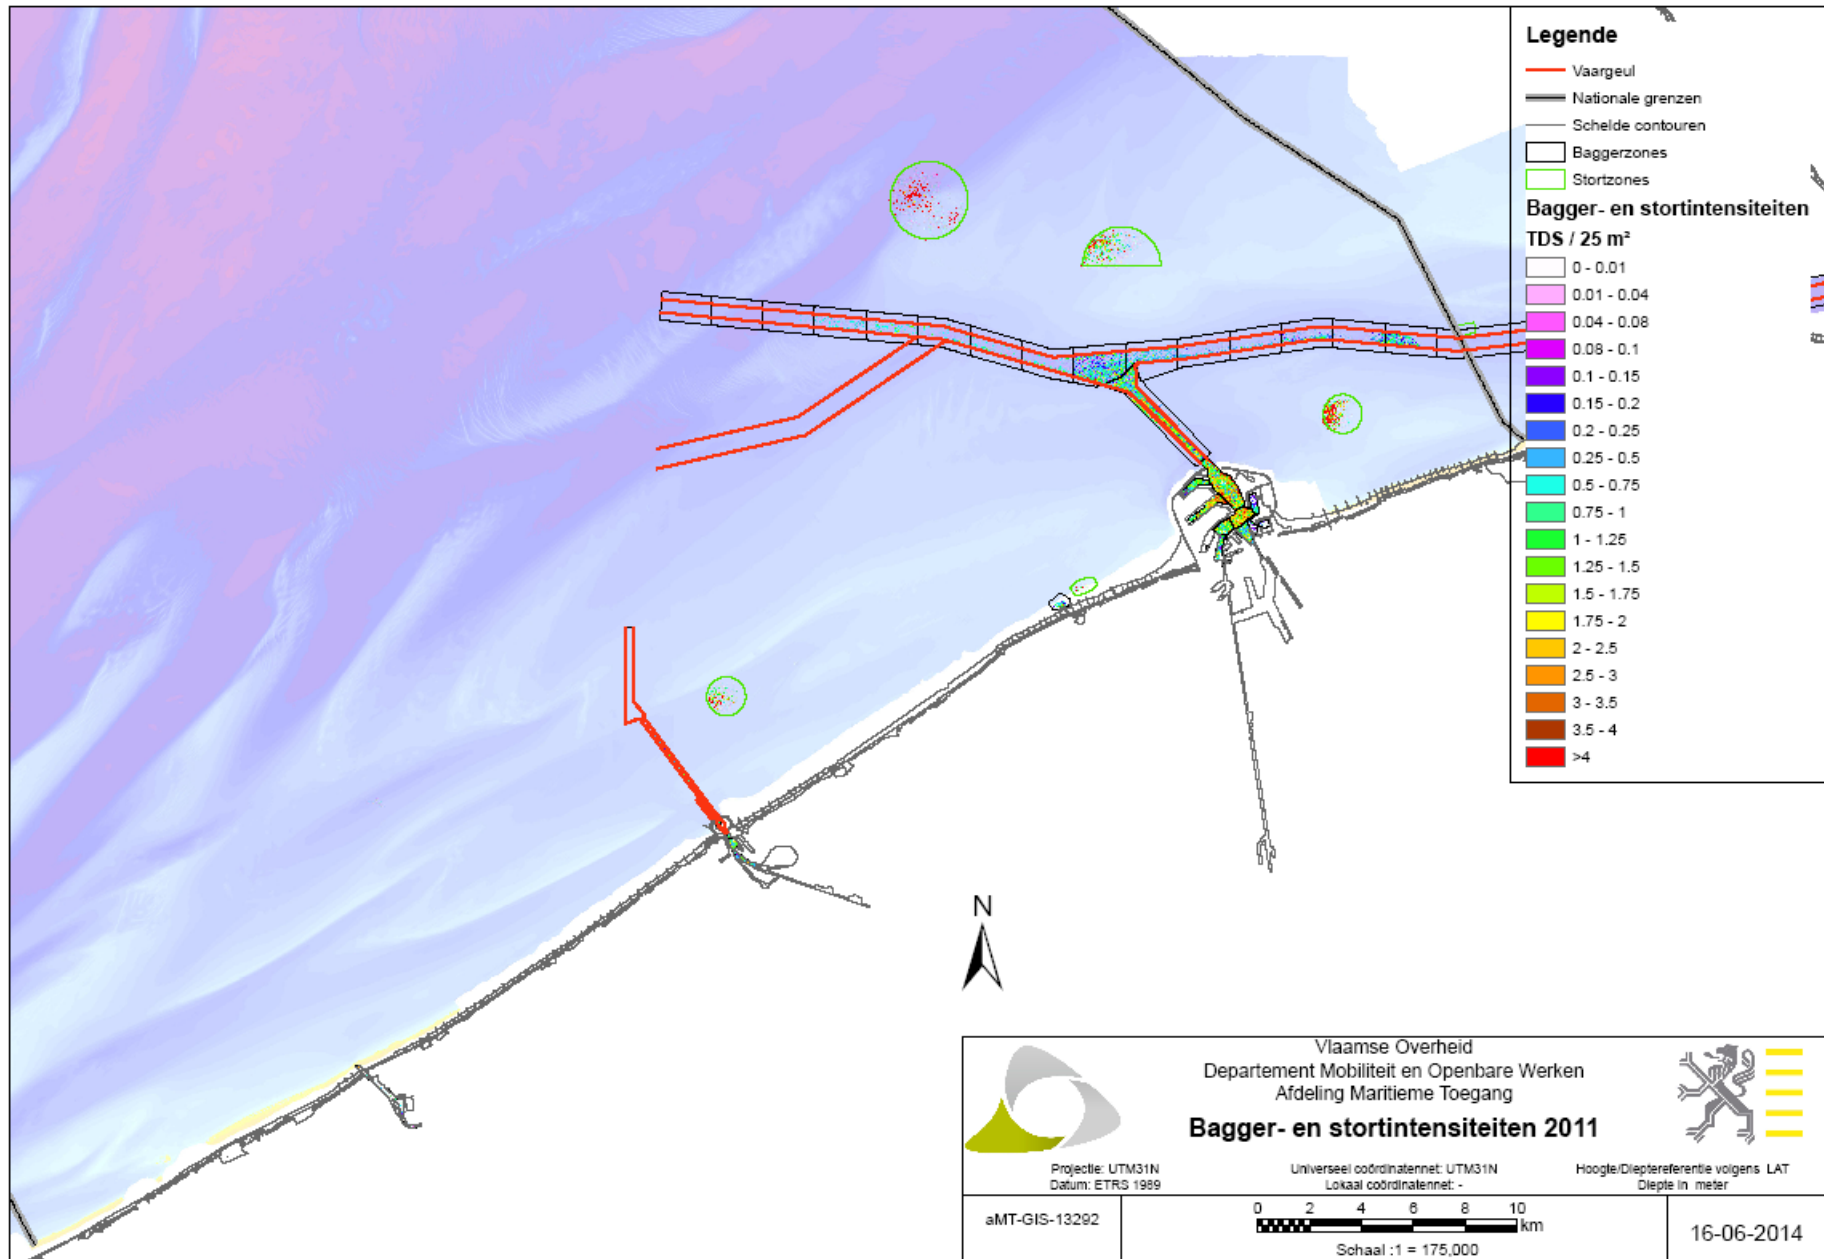 Legende
Vaargeul
Nationale grenzen
Schelde contouren
Baggerzones
Stortzones
Bagger- en stortintensiteiten
TDS / 25 m²
0 - 0.01
0.01 - 0.04
0.04 - 0.08
0.08 - 0.1
0.1 - 0.15
0.15 - 0.2
0.2 - 0.25
0.25 - 0.5
0.5 - 0.75
0.75 - 1
1 - 1.25
1.25 - 1.5
1.5 - 1.75
1.75 - 2
2 - 2.5
2.5 - 3
3 - 3.5
3.5 - 4
>4
N
Vlaamse Overheid
Departement Mobiliteit en Openbare Werken
Afdeling Maritieme Toegang
Bagger- en stortintensiteiten 2011
Projectie: UTM31N
Datum: ETRS 1989
Universeel coördinatennet: UTM31N
Lokaal coördinatennet: -
Hoogte/Dieptereferentie volgens LAT
Diepte in meter
aMT-GIS-13292
0 2 4 6 8 10
km
Schaal :1 = 175,000
16-06-2014